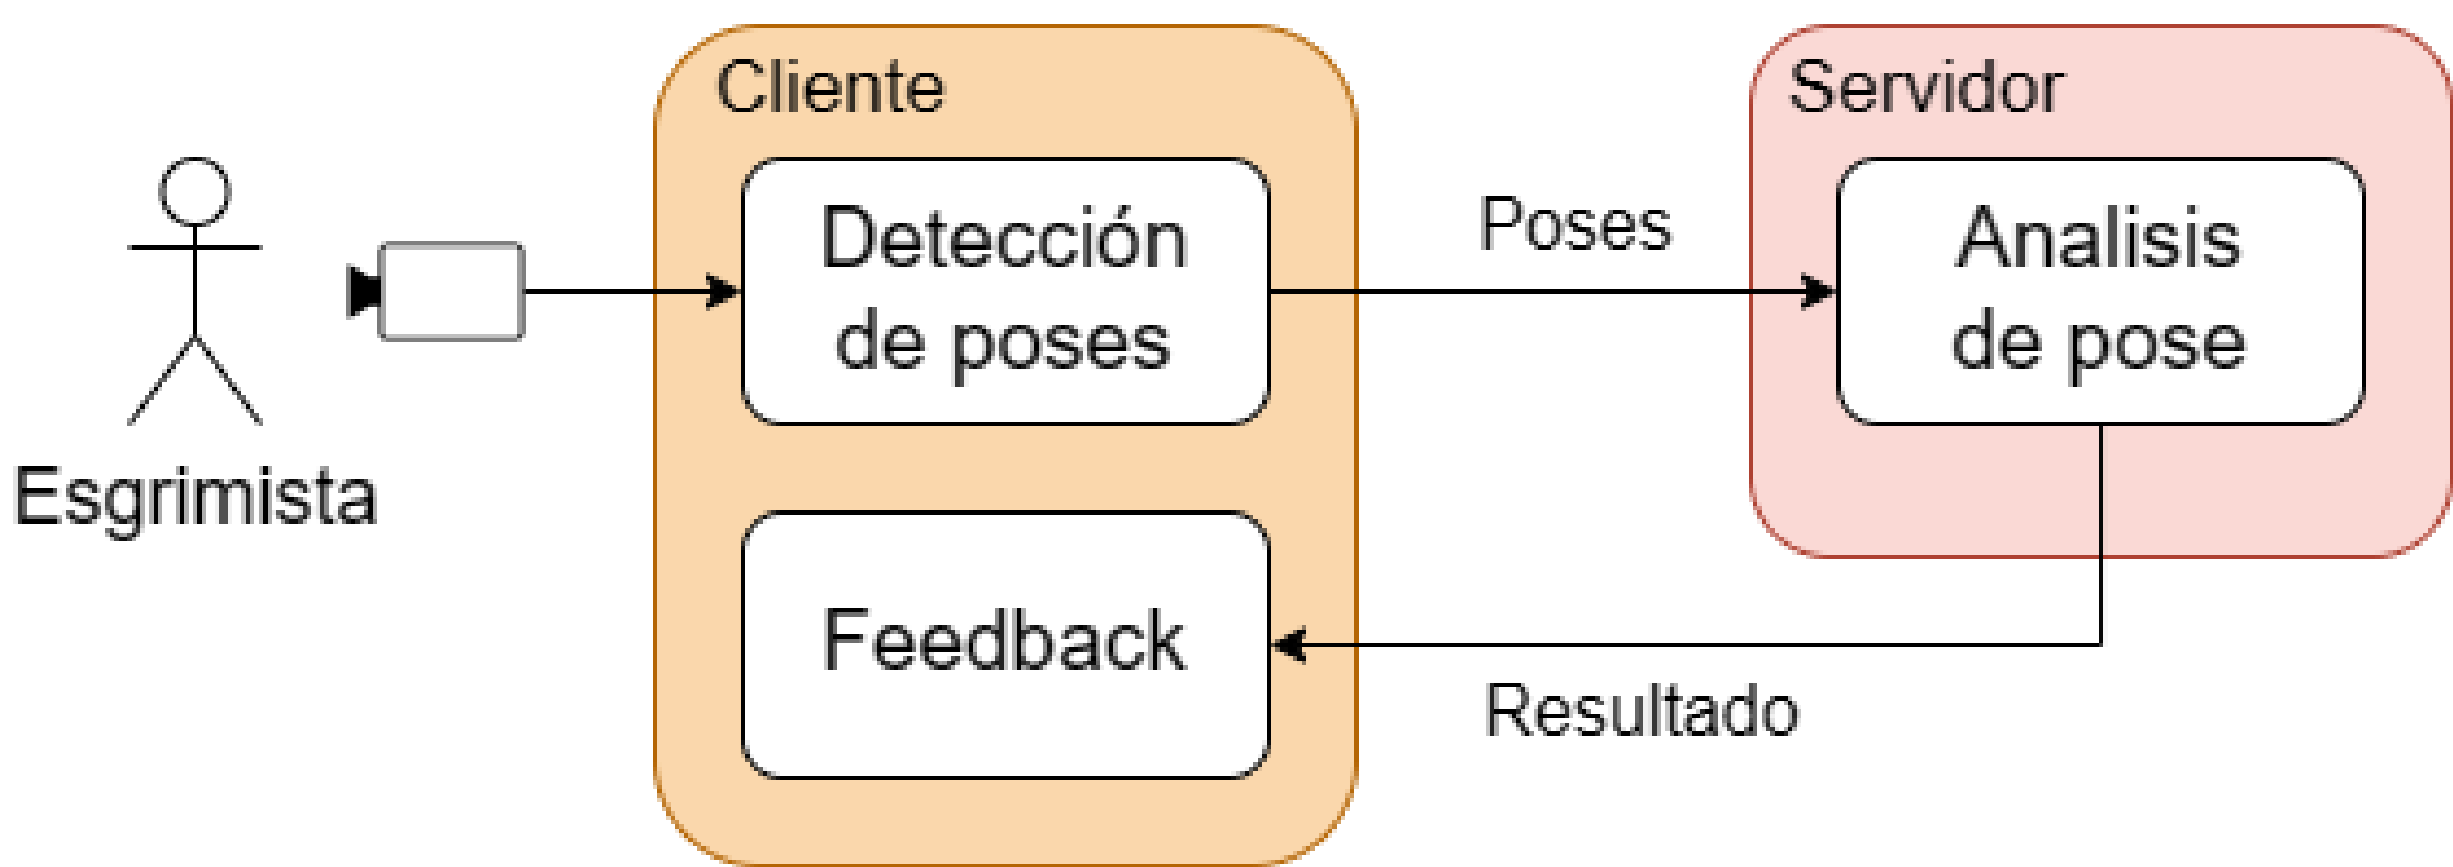 Cliente
Servidor
Detección
de poses
Poses
Analisis
de pose
Esgrimista
Feedback
Resultado